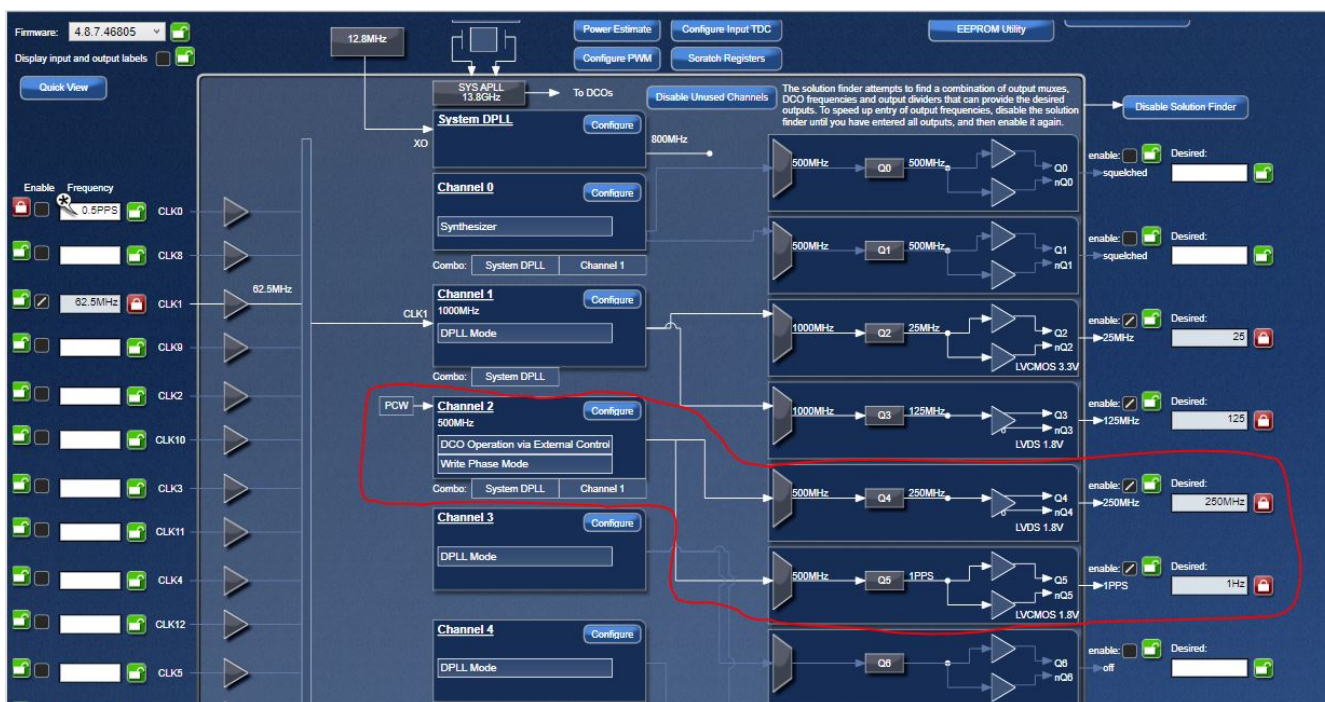 Firmware: 4.8.7.46805
Display input and output labels
Quick View
12.8MHz
SYS APLL
13.8GHz
To DCOs
Power Estimate
Configure Input TDC
Configure PWM
Scratch Registers
EEPROM Utility
Disable Unused Channels
The solution finder attempts to find a combination of output muxes,
DCO frequencies and output dividers that can provide the desired
outputs. To speed up entry of output frequencies, disable the solution
finder until you have entered all outputs, and then enable it again.
Disable Solution Finder
Enable Frequency
0.5PPS CLK0
CLK8
62.5MHz CLK1 62.5MHz
CLK9
CLK2
CLK10
CLK3
CLK11
CLK4
CLK12
CLK5
System DPLL Configure
XO
800MHz
Channel 0 Configure
Synthesizer
Combo: System DPLL Channel 1
Channel 1 Configure
1000MHz
CLK1
DPLL Mode
Combo: System DPLL
PCW
Channel 2 Configure
500MHz
DCO Operation via External Control
Write Phase Mode
Combo: System DPLL Channel 1
Channel 3 Configure
DPLL Mode
Channel 4 Configure
DPLL Mode
500MHz Q0 500MHz Q0
nQ0
enable: Desired:
squelched
500MHz Q1 500MHz Q1
nQ1
enable: Desired:
squelched
1000MHz Q2 25MHz Q2
nQ2
LVCMOS 3.3V
enable: Desired:
25MHz 25
1000MHz Q3 125MHz Q3
nQ3
LVDS 1.8V
enable: Desired:
125MHz 125
500MHz Q4 250MHz Q4
nQ4
LVDS 1.8V
enable: Desired:
250MHz 250MHz
500MHz Q5 1PPS Q5
nQ5
LVCMOS 1.8V
enable: Desired:
1PPS 1Hz
Q6 Q6
nQ6
enable: Desired:
off